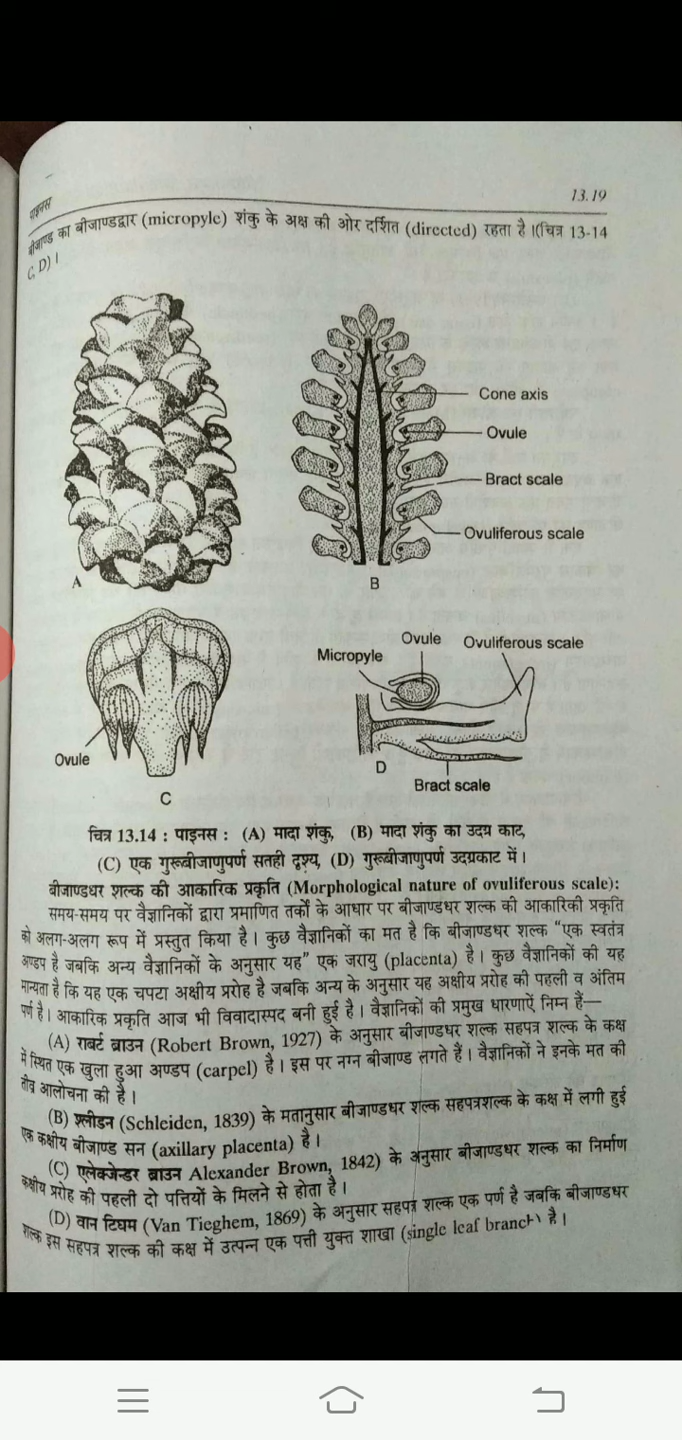 13.19
पाइनस
बीजाण्ड का बीजाण्डद्वार (micropyle) शंकु के अक्ष की ओर दर्शित (directed) रहता है।(चित्र 13-14
C, D)।
Cone axis
Ovule
Bract scale
Ovuliferous scale
A
B
Ovule
C
Micropyle
Ovule
Ovuliferous scale
D
Bract scale
चित्र 13.14 : पाइनस : (A) मादा शंकु, (B) मादा शंकु का उदग्र काट,
(C) एक गुरूबीजाणुपर्ण सतही दृश्य, (D) गुरूबीजाणुपर्ण उदग्रकाट में।
बीजाण्डधर शल्क की आकारिक प्रकृति (Morphological nature of ovuliferous scale):
समय-समय पर वैज्ञानिकों द्वारा प्रमाणित तर्कों के आधार पर बीजाण्डधर शल्क की आकारिकी प्रकृति
को अलग-अलग रूप में प्रस्तुत किया है। कुछ वैज्ञानिकों का मत है कि बीजाण्डधर शल्क “एक स्वतंत्र
अण्डप है जबकि अन्य वैज्ञानिकों के अनुसार यह” एक जरायु (placenta) है। कुछ वैज्ञानिकों की यह
मान्यता है कि यह एक चपटा अक्षीय प्ररोह है जबकि अन्य के अनुसार यह अक्षीय प्ररोह की पहली व अंतिम
पर्ण है। आकारिक प्रकृति आज भी विवादास्पद बनी हुई है। वैज्ञानिकों की प्रमुख धारणाऐं निम्न हैं—
(A) राबर्ट ब्राउन (Robert Brown, 1927) के अनुसार बीजाण्डधर शल्क सहपत्र शल्क के कक्ष
में स्थित एक खुला हुआ अण्डप (carpel) है। इस पर नग्न बीजाण्ड लगते हैं। वैज्ञानिकों ने इनके मत की
तीव्र आलोचना की है।
(B) श्लीडन (Schleiden, 1839) के मतानुसार बीजाण्डधर शल्क सहपत्रशल्क के कक्ष में लगी हुई
एक कक्षीय बीजाण्ड सन (axillary placenta) है।
(C) एलेक्जेन्डर ब्राउन Alexander Brown, 1842) के अनुसार बीजाण्डधर शल्क का निर्माण
कक्षीय प्ररोह की पहली दो पत्तियों के मिलने से होता है।
(D) वान टिघम (Van Tieghem, 1869) के अनुसार सहपत्र शल्क एक पर्ण है जबकि बीजाण्डधर
शल्क इस सहपत्र शल्क की कक्ष में उत्पन्न एक पत्ती युक्त शाखा (single leaf branch) है।